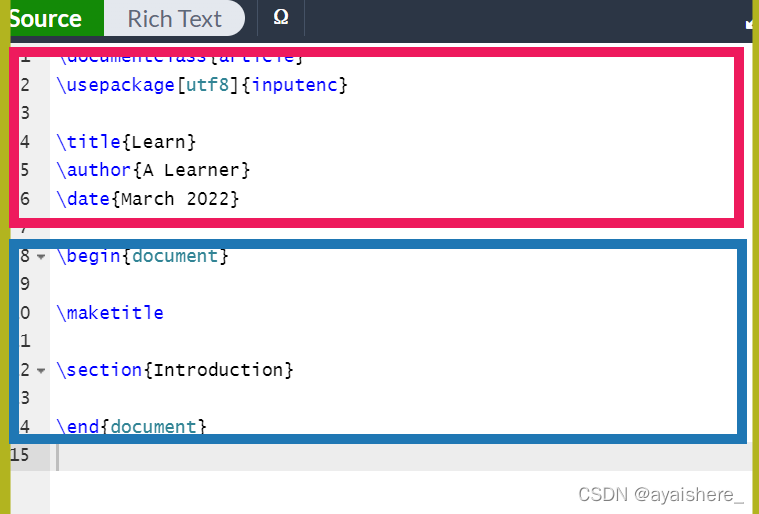 Source Rich Text Ω
1 \documentclass{article}
2 \usepackage[utf8]{inputenc}
3
4 \title{Learn}
5 \author{A Learner}
6 \date{March 2022}
7
8 \begin{document}
9
0 \maketitle
1
2 \section{Introduction}
3
4 \end{document}
15
CSDN @ayaishere_